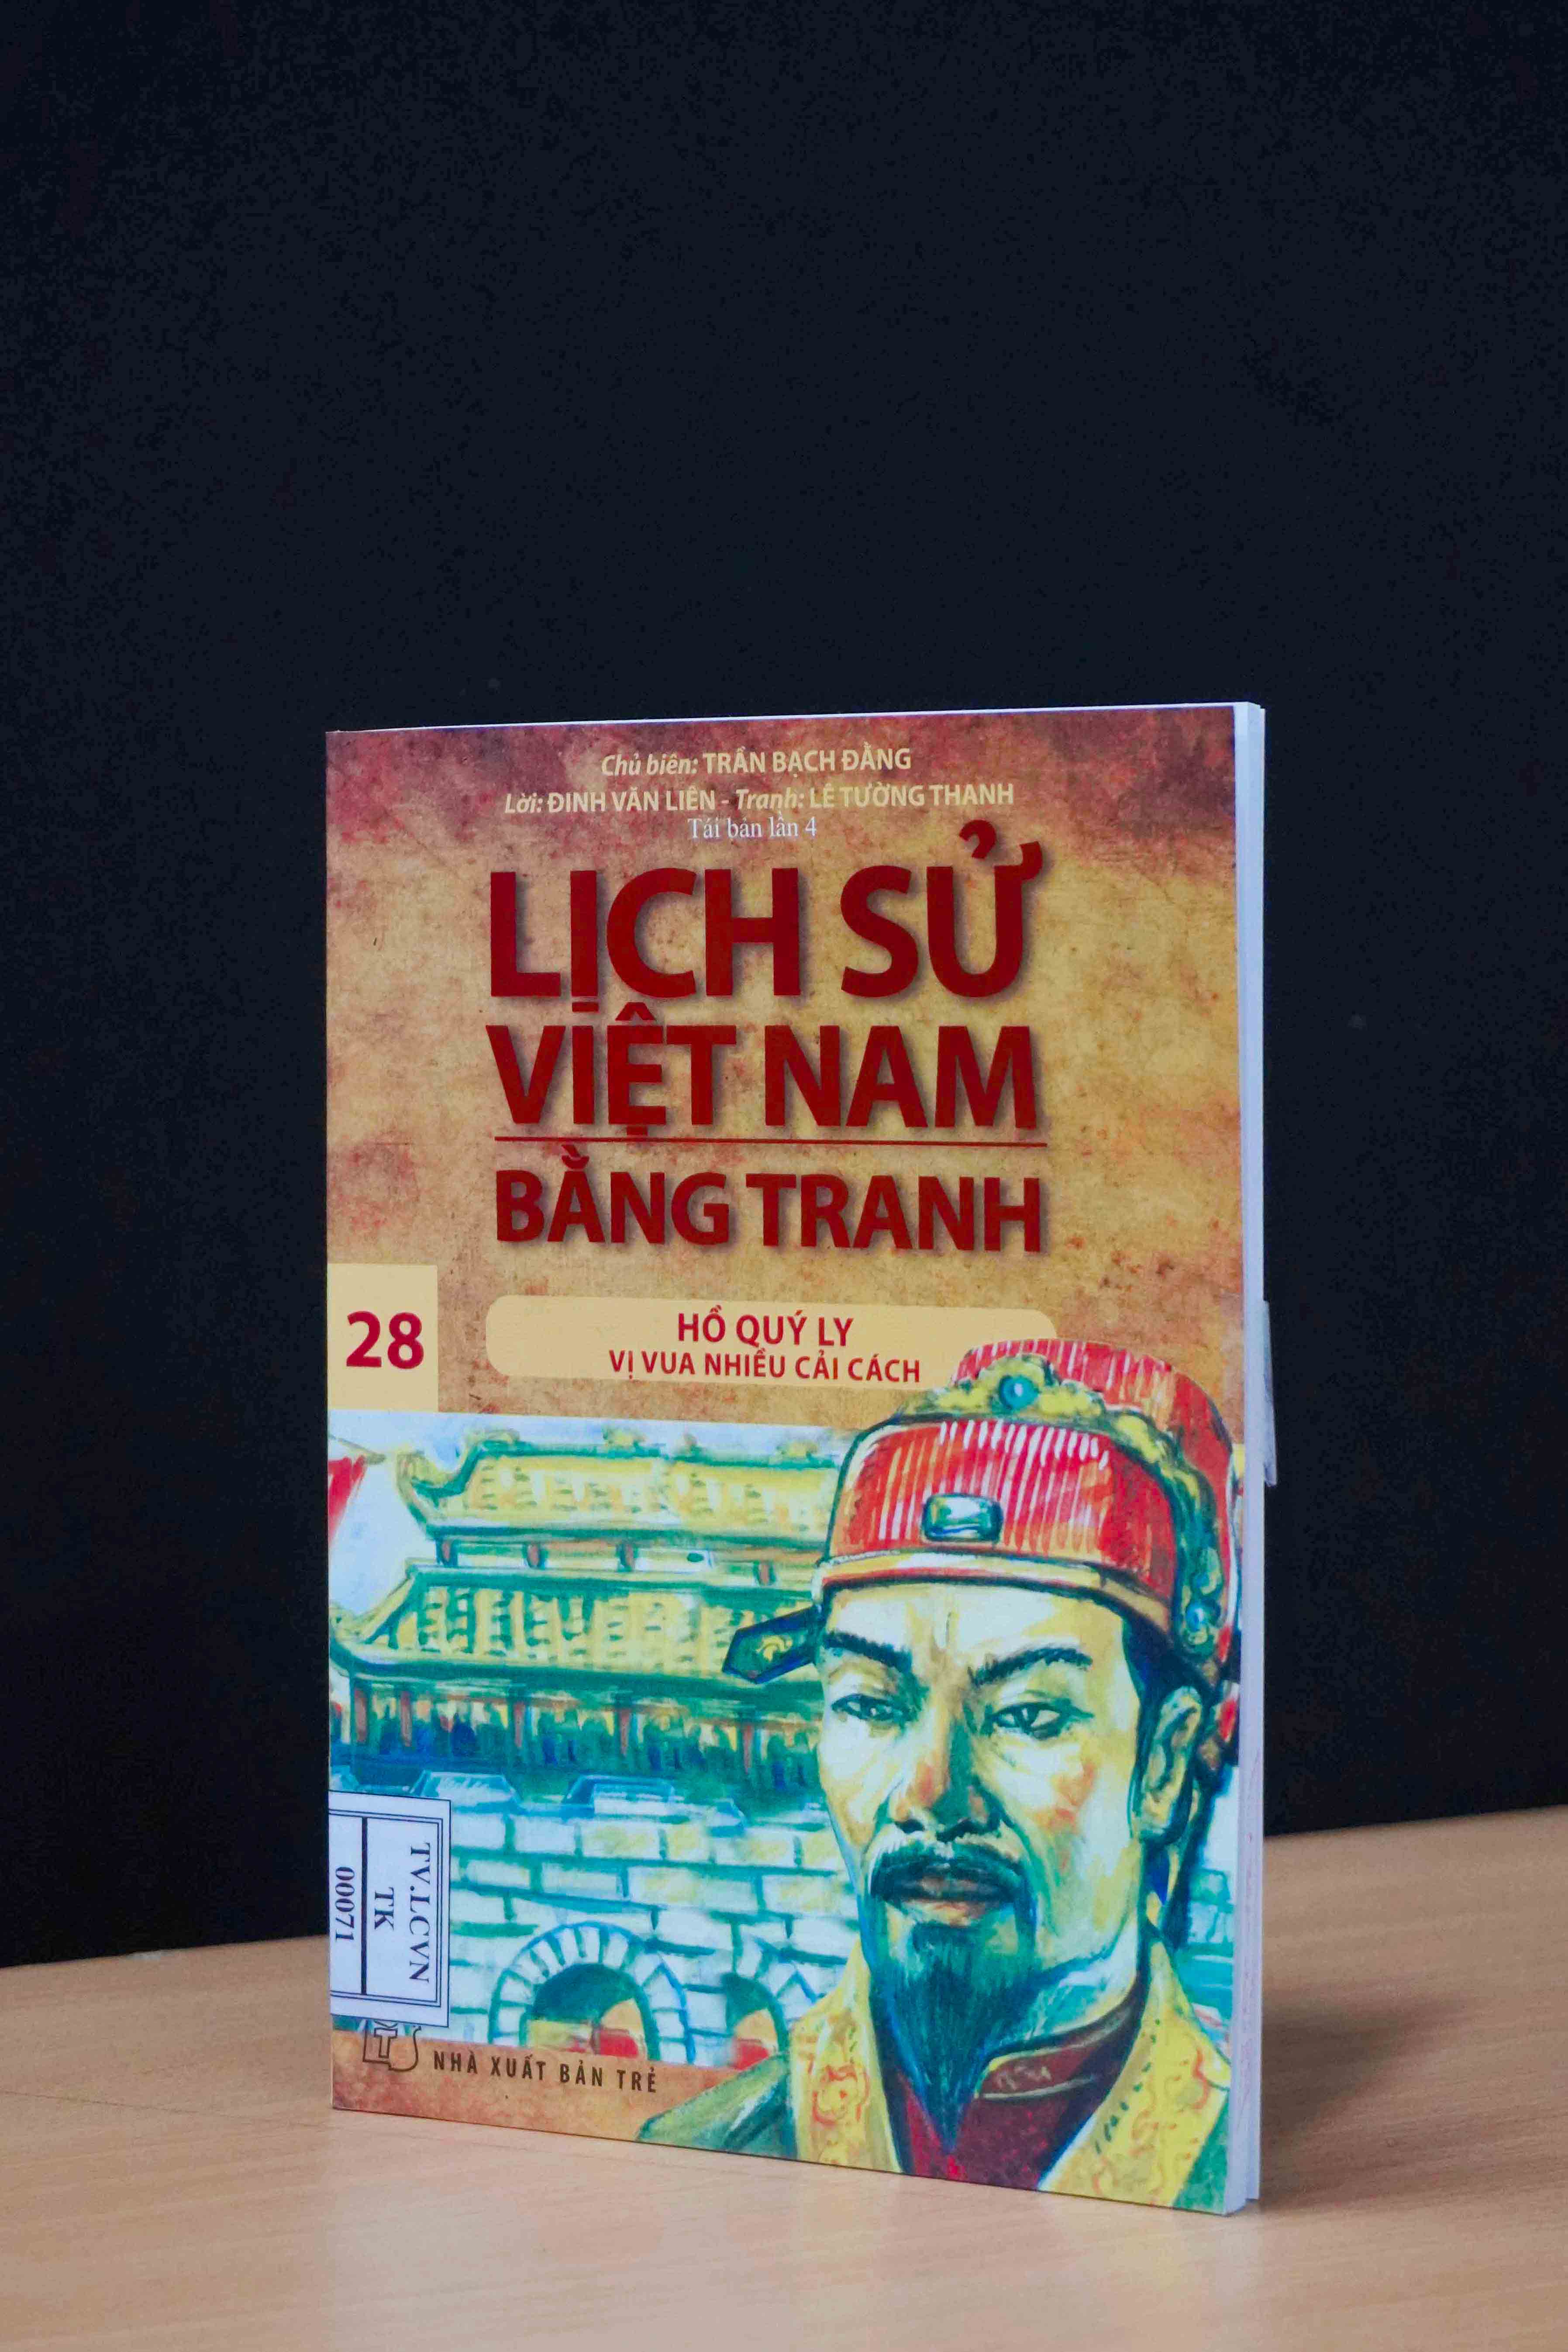 Chủ biên: TRẦN BẠCH ĐẰNG
Lời: ĐINH VĂN LIÊN - Tranh: LÊ TƯỜNG THANH
Tái bản lần 4
LỊCH SỬ
VIỆT NAM
BẰNG TRANH
28
HỒ QUÝ LY
VỊ VUA NHIỀU CẢI CÁCH
TV.LCVN
TK
00071
NHÀ XUẤT BẢN TRẺ